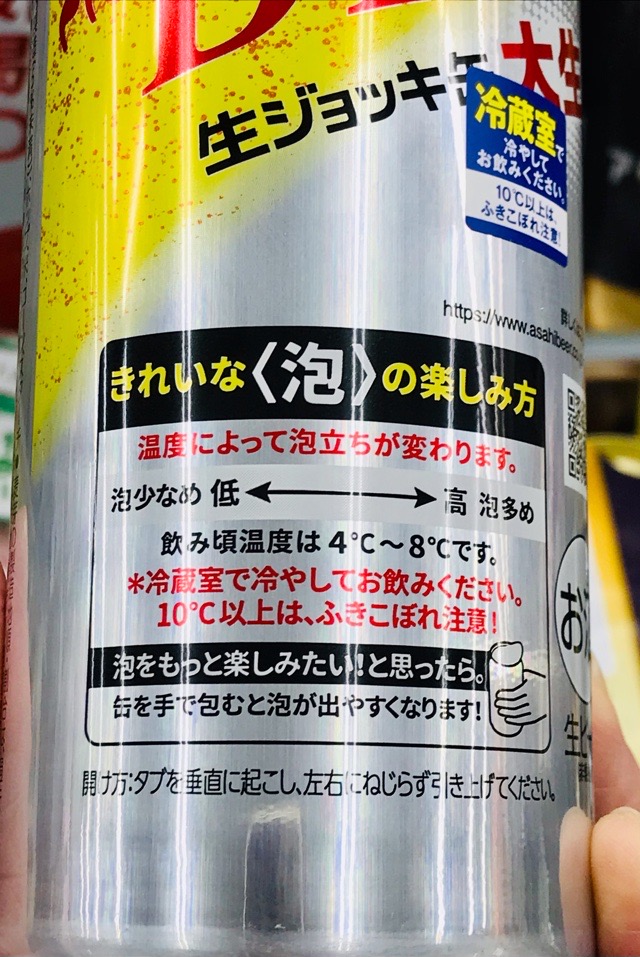 生ジョッキ缶 大生
冷蔵室で
冷やして
お飲みください。
10℃以上は、
ふきこぼれ注意!
https://www.asahibeer.co
きれいな〈泡〉の楽しみ方
温度によって泡立ちが変わります。
泡少なめ 低 高 泡多め
飲み頃温度は4℃～8℃です。
＊冷蔵室で冷やしてお飲みください。
10℃以上は、ふきこぼれ注意!
泡をもっと楽しみたい!と思ったら。
缶を手で包むと泡が出やすくなります!
お酒
生ビー
開け方:タブを垂直に起こし、左右にねじらず引き上げてください。